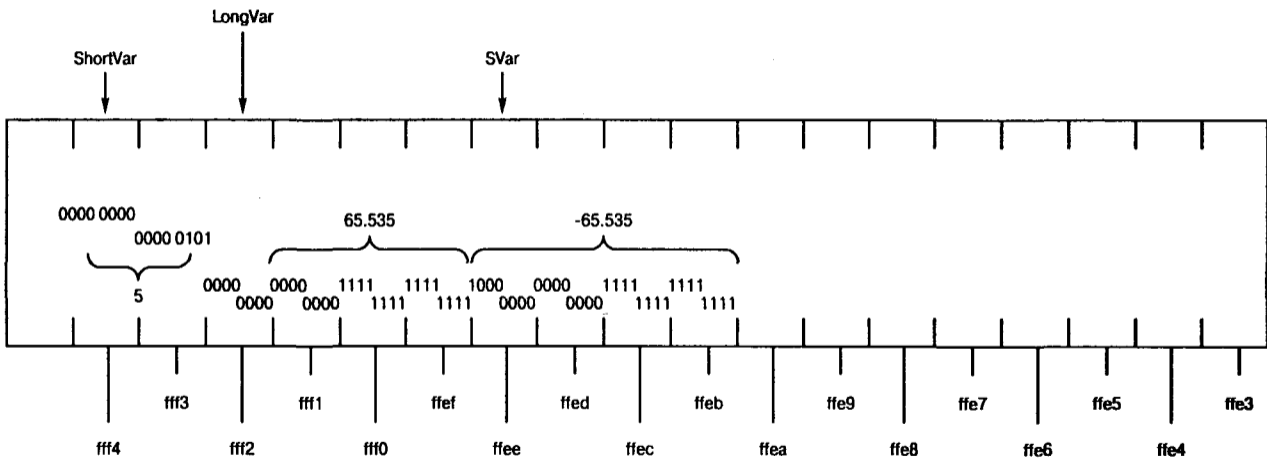 LongVar
ShortVar
SVar
0000 0000
0000 0101
5
65.535
-65.535
0000 0000 1111 1111 1000 0000 1111 1111
0000 0000 1111 1111 0000 0000 1111 1111
fff3 fff1 ffef ffed ffeb ffe9 ffe7 ffe5 ffe3
fff4 fff2 fff0 ffee ffec ffea ffe8 ffe6 ffe4